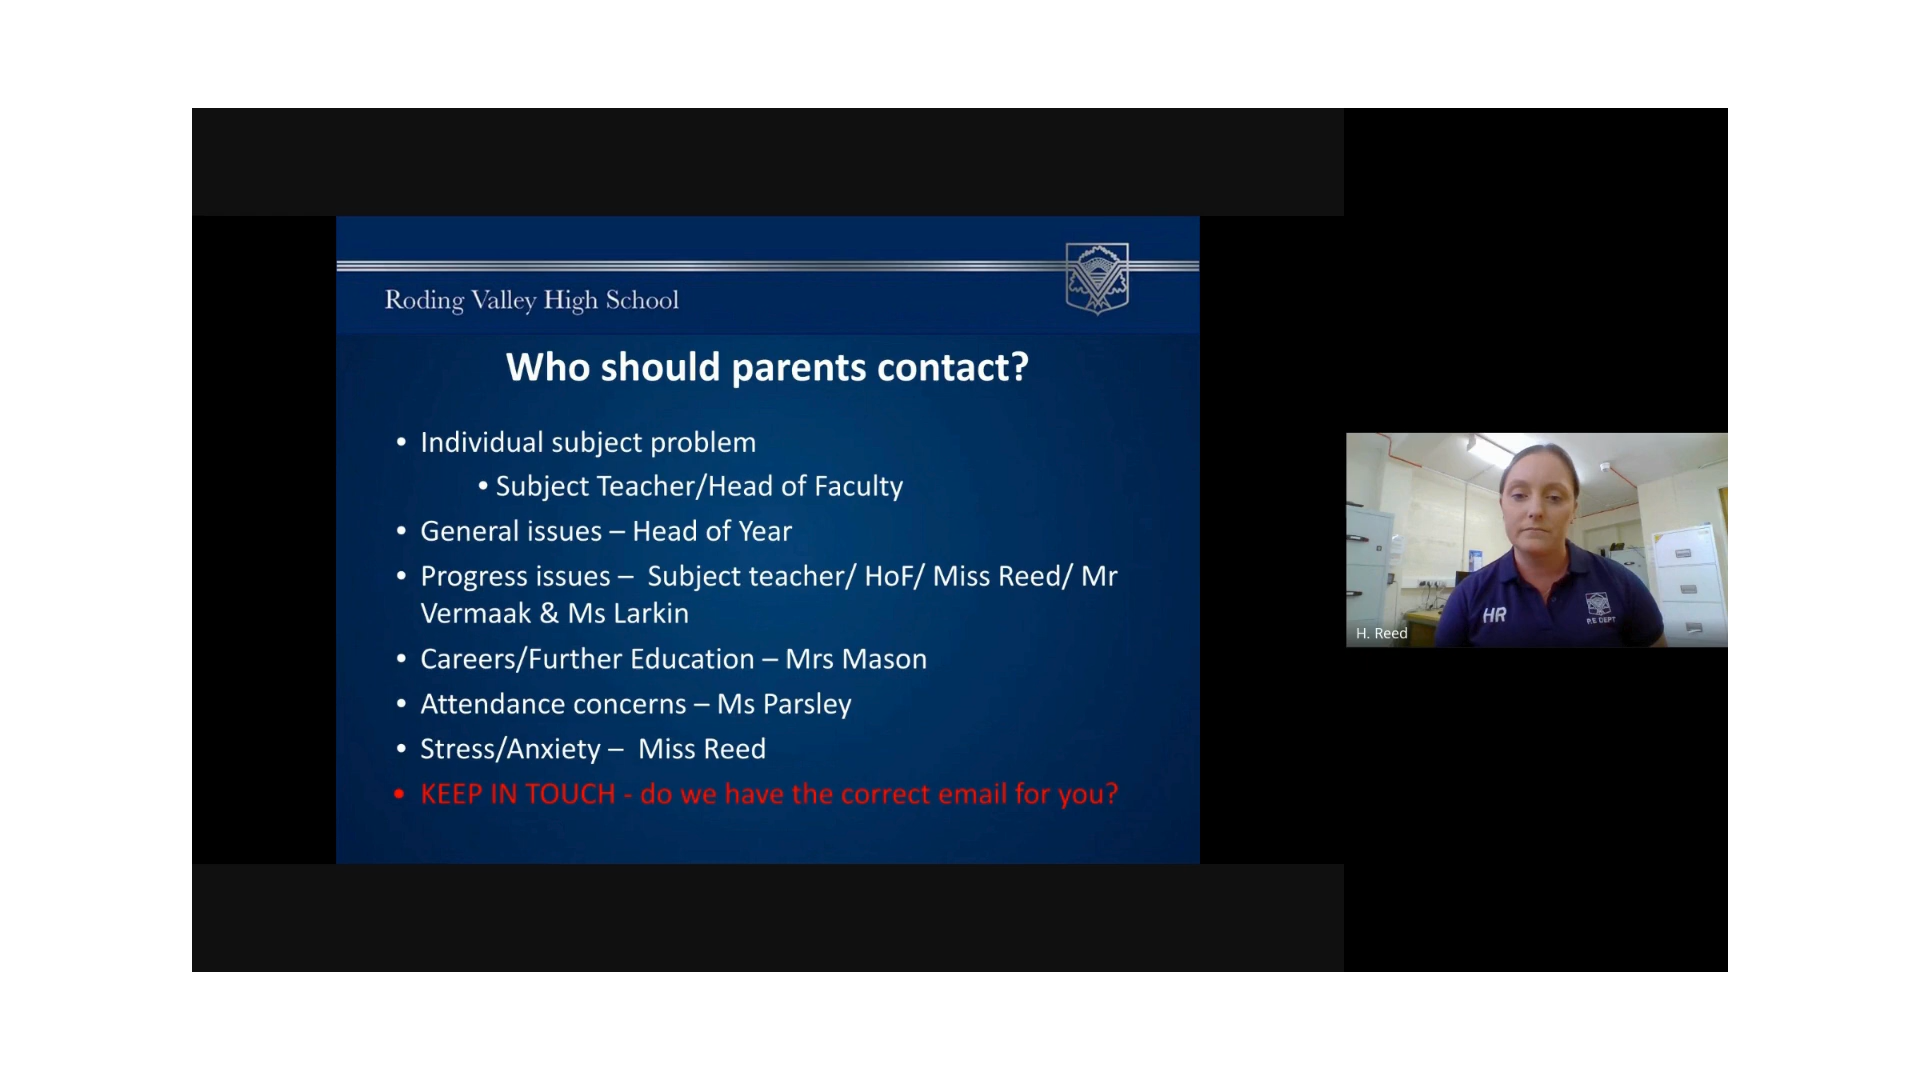 Roding Valley High School
Who should parents contact?
• Individual subject problem
• Subject Teacher/Head of Faculty
• General issues – Head of Year
• Progress issues – Subject teacher/ HoF/ Miss Reed/ Mr
Vermaak & Ms Larkin
• Careers/Further Education – Mrs Mason
• Attendance concerns – Ms Parsley
• Stress/Anxiety – Miss Reed
• KEEP IN TOUCH - do we have the correct email for you?
HR
P.E DEPT
H. Reed